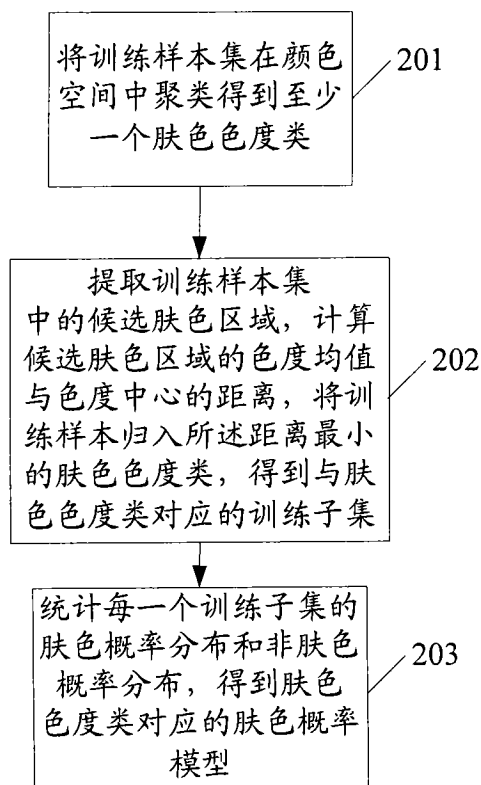 将训练样本集在颜色
空间中聚类得到至少
一个肤色色度类
201
提取训练样本集
中的候选肤色区域，计算
候选肤色区域的色度均值
与色度中心的距离，将训
练样本归入所述距离最小
的肤色色度类，得到与肤
色色度类对应的训练子集
202
统计每一个训练子集的
肤色概率分布和非肤色
概率分布，得到肤色
色度类对应的肤色概率
模型
203